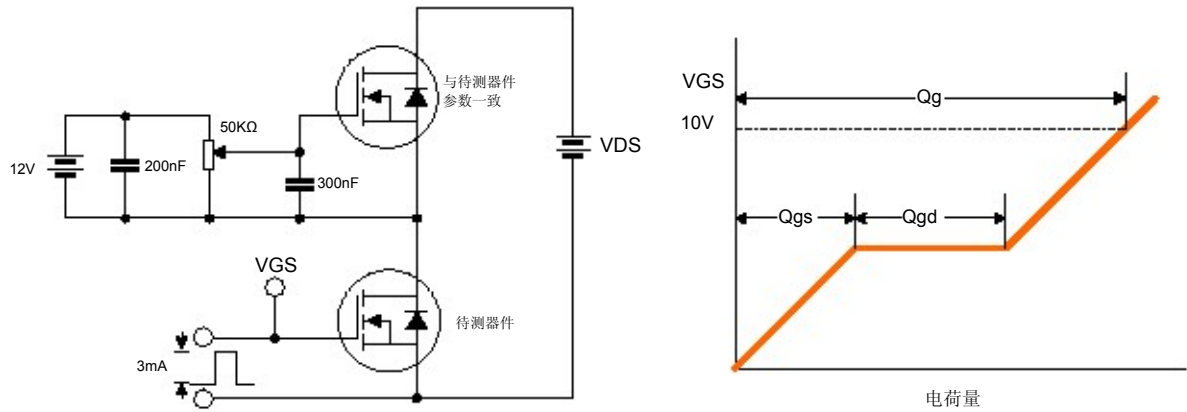 与待测器件
参数一致
50KΩ
12V
200nF
300nF
VDS
VGS
待测器件
3mA
VGS
Qg
10V
Qgs
Qgd
电荷量